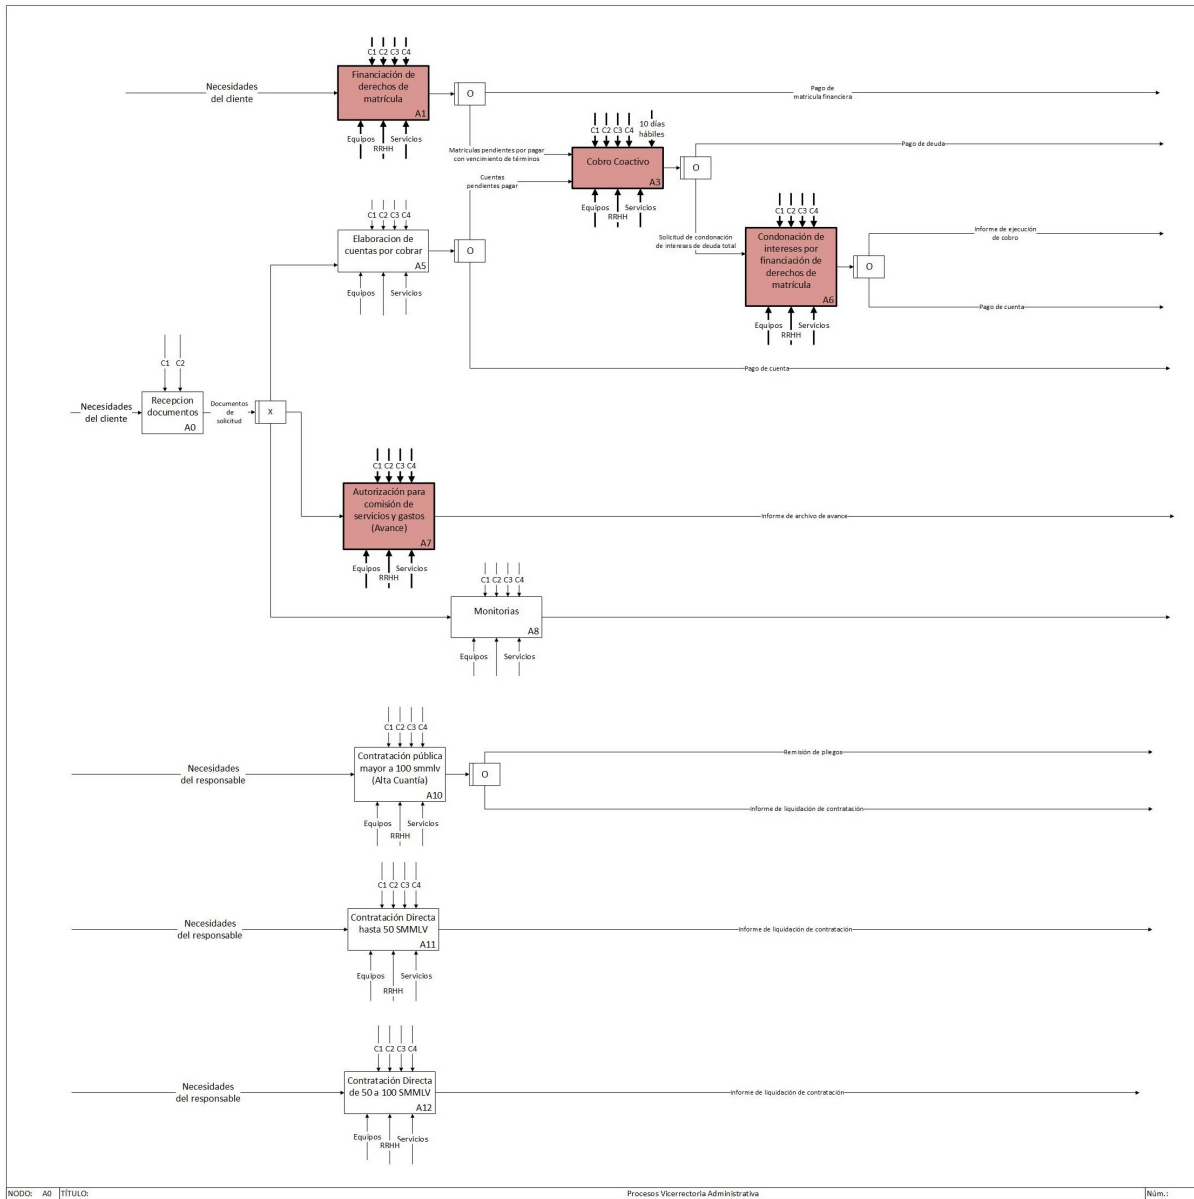 C1 C2 C3 C4
Financiación de
derechos de
matrícula
A1
Necesidades
del cliente
Equipos
RRHH
Servicios
O
Pago de
matricula financiera
Matriculas pendientes por pagar
con vencimiento de términos
Cuentas
pendientes pagar
C1 C2 C3 C4
10 días
hábiles
Cobro Coactivo
A3
Equipos
RRHH
Servicios
O
Pago de deuda
Solicitud de condonación
de intereses de deuda total
C1 C2 C3 C4
Condonación de
intereses por
financiación de
derechos de
matrícula
A6
Equipos
RRHH
Servicios
O
Informe de ejecución
de cobro
Pago de cuenta
C1 C2 C3 C4
Elaboracion de
cuentas por cobrar
A5
Equipos
Servicios
O
Pago de cuenta
C1 C2
Necesidades
del cliente
Recepcion
documentos
A0
Documentos
de
solicitud
X
C1 C2 C3 C4
Autorización para
comisión de
servicios y gastos
(Avance)
A7
Equipos
RRHH
Servicios
Informe de archivo de avance
C1 C2 C3 C4
Monitorias
A8
Equipos
Servicios
C1 C2 C3 C4
Necesidades
del responsable
Contratación pública
mayor a 100 smmlv
(Alta Cuantía)
A10
Equipos
RRHH
Servicios
O
Remisión de pliegos
Informe de liquidación de contratación
C1 C2 C3 C4
Necesidades
del responsable
Contratación Directa
hasta 50 SMMLV
A11
Equipos
RRHH
Servicios
Informe de liquidación de contratación
C1 C2 C3 C4
Necesidades
del responsable
Contratación Directa
de 50 a 100 SMMLV
A12
Equipos
RRHH
Servicios
Informe de liquidación de contratación
NODO: A0 TÍTULO: Procesos Vicerrectoria Administrativa Núm.: